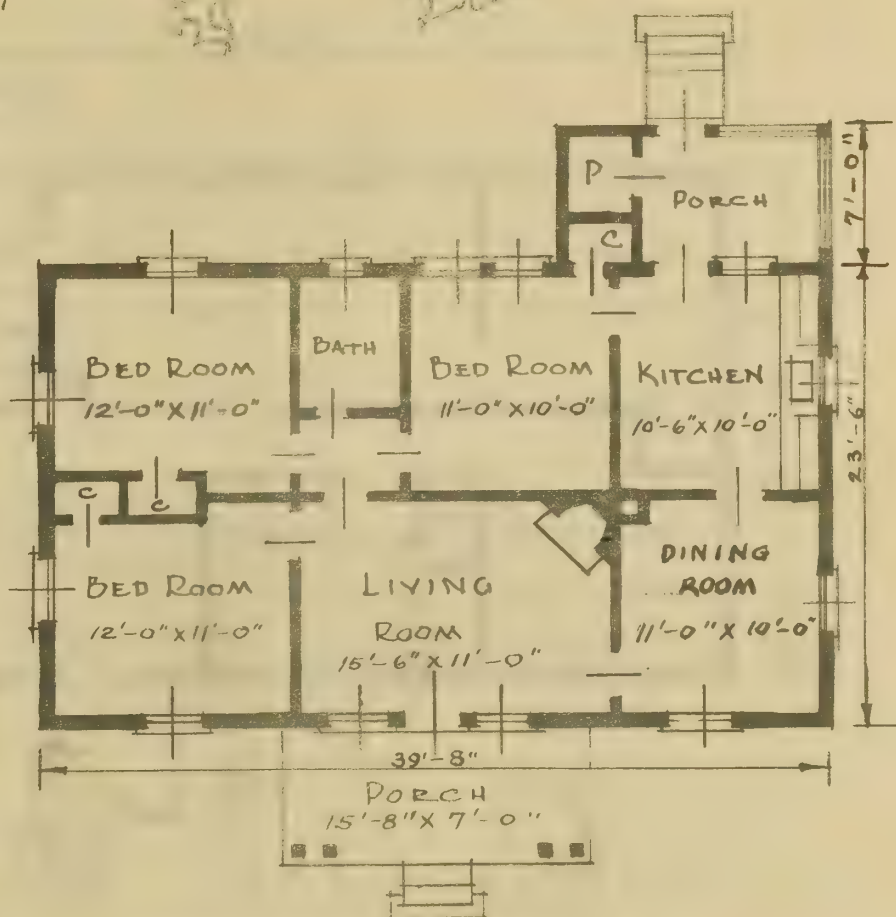 P
PORCH
7'-0"
C
BATH
BED ROOM
12'-0" X 11'-0"
BED ROOM
11'-0" X 10'-0"
KITCHEN
10'-6" X 10'-0"
23'-6"
C
C
BED ROOM
12'-0" X 11'-0"
LIVING
ROOM
15'-6" X 11'-0"
DINING
ROOM
11'-0" X 10'-0"
39'-8"
PORCH
15'-8" X 7'-0"